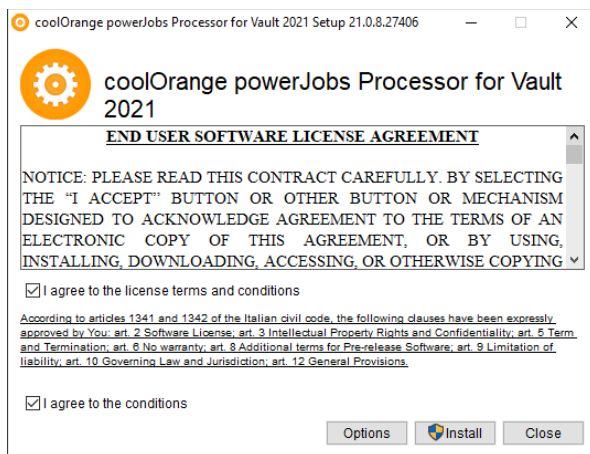 coolOrange powerJobs Processor for Vault 2021 Setup 21.0.8.27406
coolOrange powerJobs Processor for Vault
2021
END USER SOFTWARE LICENSE AGREEMENT
NOTICE: PLEASE READ THIS CONTRACT CAREFULLY. BY SELECTING
THE “I ACCEPT” BUTTON OR OTHER BUTTON OR MECHANISM
DESIGNED TO ACKNOWLEDGE AGREEMENT TO THE TERMS OF AN
ELECTRONIC COPY OF THIS AGREEMENT, OR BY USING,
INSTALLING, DOWNLOADING, ACCESSING, OR OTHERWISE COPYING
I agree to the license terms and conditions
According to articles 1341 and 1342 of the Italian civil code, the following clauses have been expressly
approved by You: art. 2 Software License; art. 3 Intellectual Property Rights and Confidentiality; art. 5 Term
and Termination; art. 6 No warranty; art. 8 Additional terms for Pre-release Software; art. 9 Limitation of
liability; art. 10 Governing Law and Jurisdiction; art. 12 General Provisions.
I agree to the conditions
Options Install Close